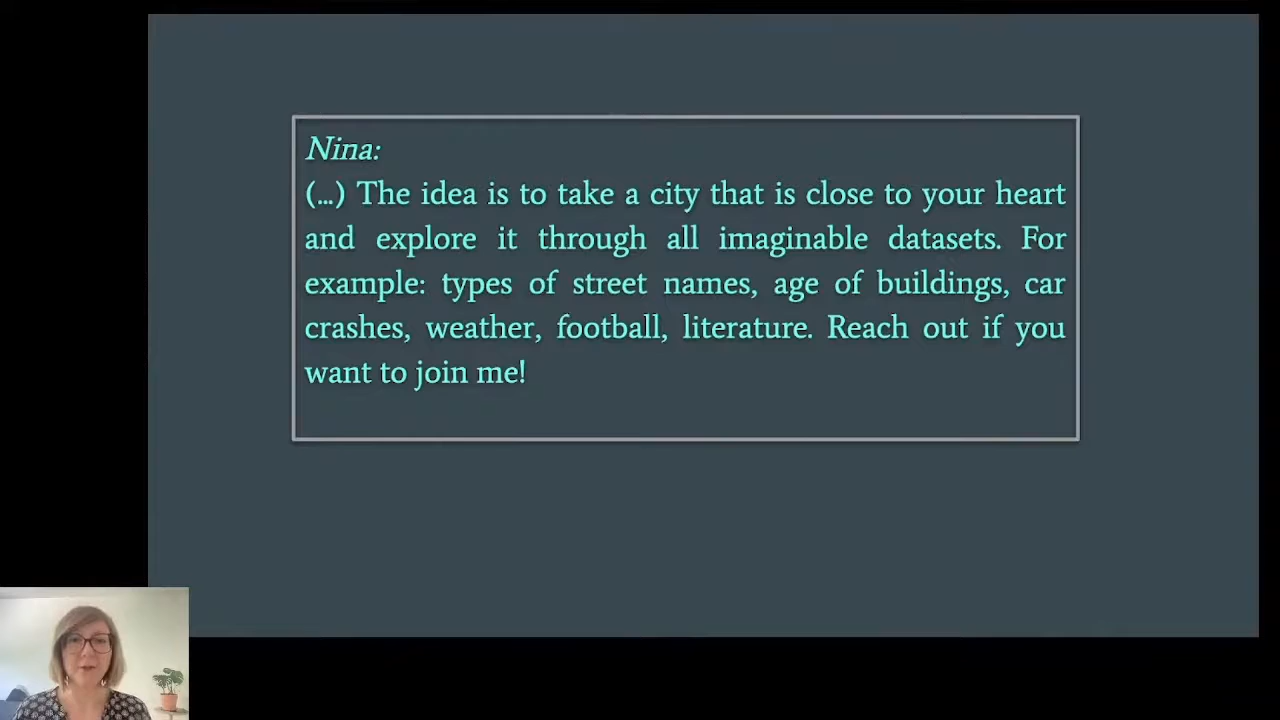 Nina:
(...) The idea is to take a city that is close to your heart
and explore it through all imaginable datasets. For
example: types of street names, age of buildings, car
crashes, weather, football, literature. Reach out if you
want to join me!